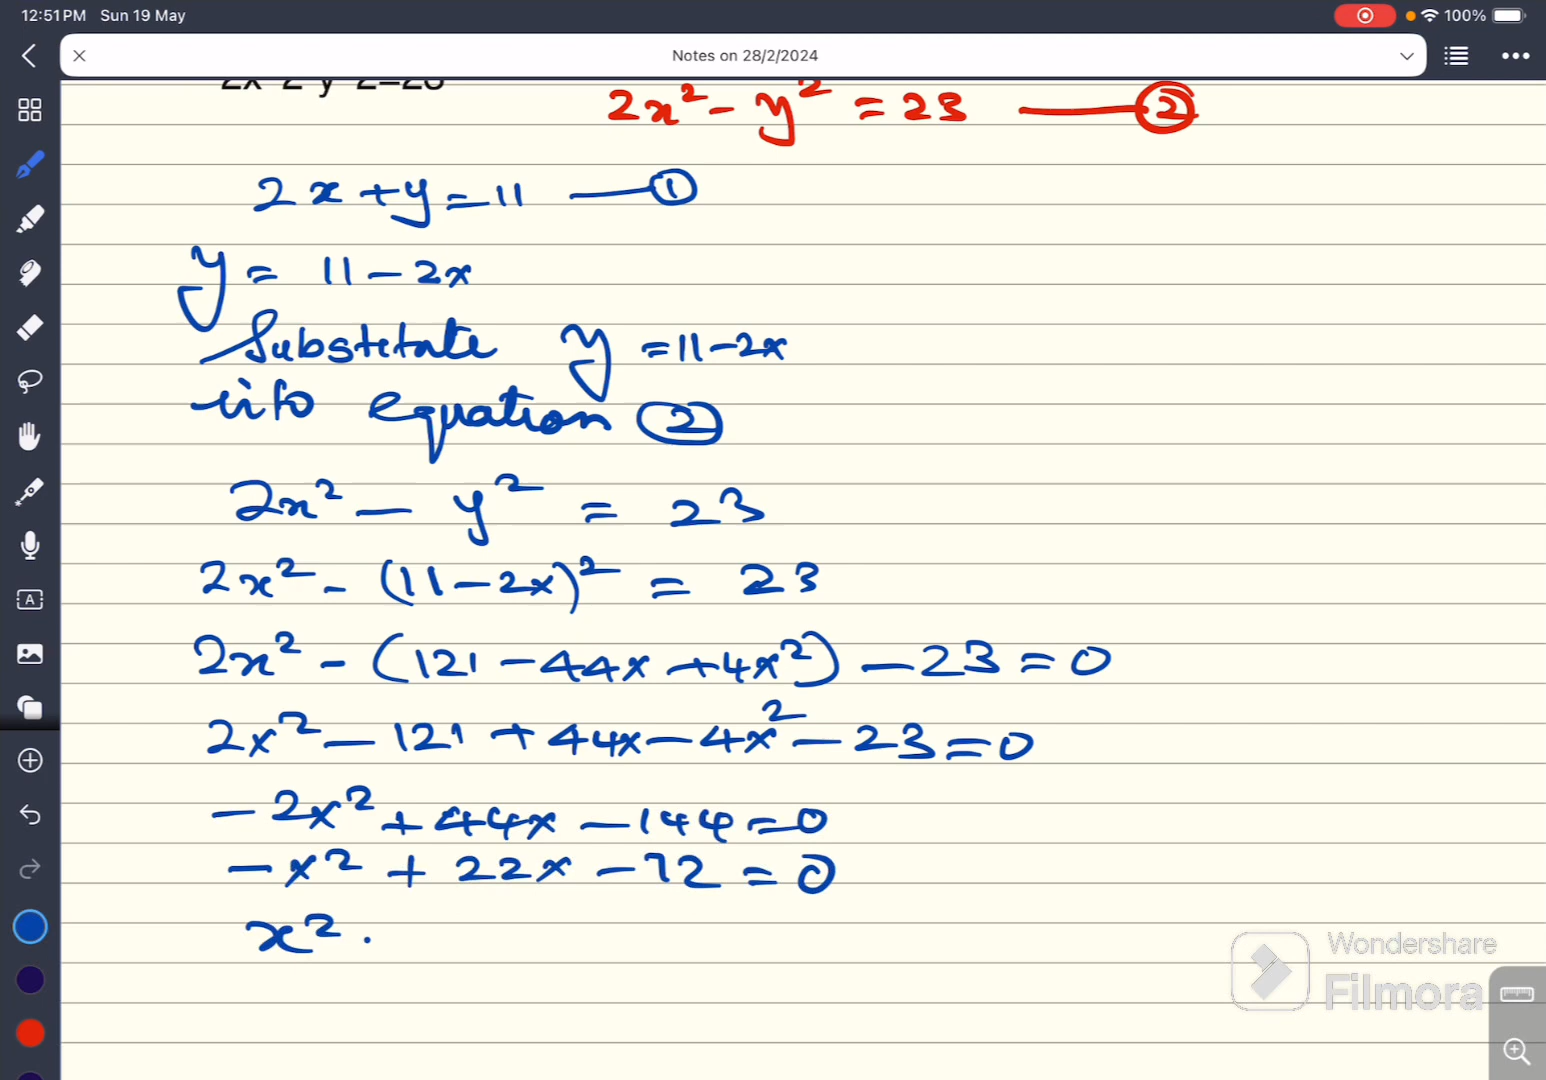 12:51 PM Sun 19 May 100%
Notes on 28/2/2024
2x² - y² = 23 — ②
2x + y = 11 — ①
y = 11 - 2x
Substitute y = 11 - 2x
into equation ②
2x² - y² = 23
2x² - (11 - 2x)² = 23
2x² - (121 - 44x + 4x²) - 23 = 0
2x² - 121 + 44x - 4x² - 23 = 0
- 2x² + 44x - 144 = 0
- x² + 22x - 72 = 0
x² .
Wondershare
Filmora